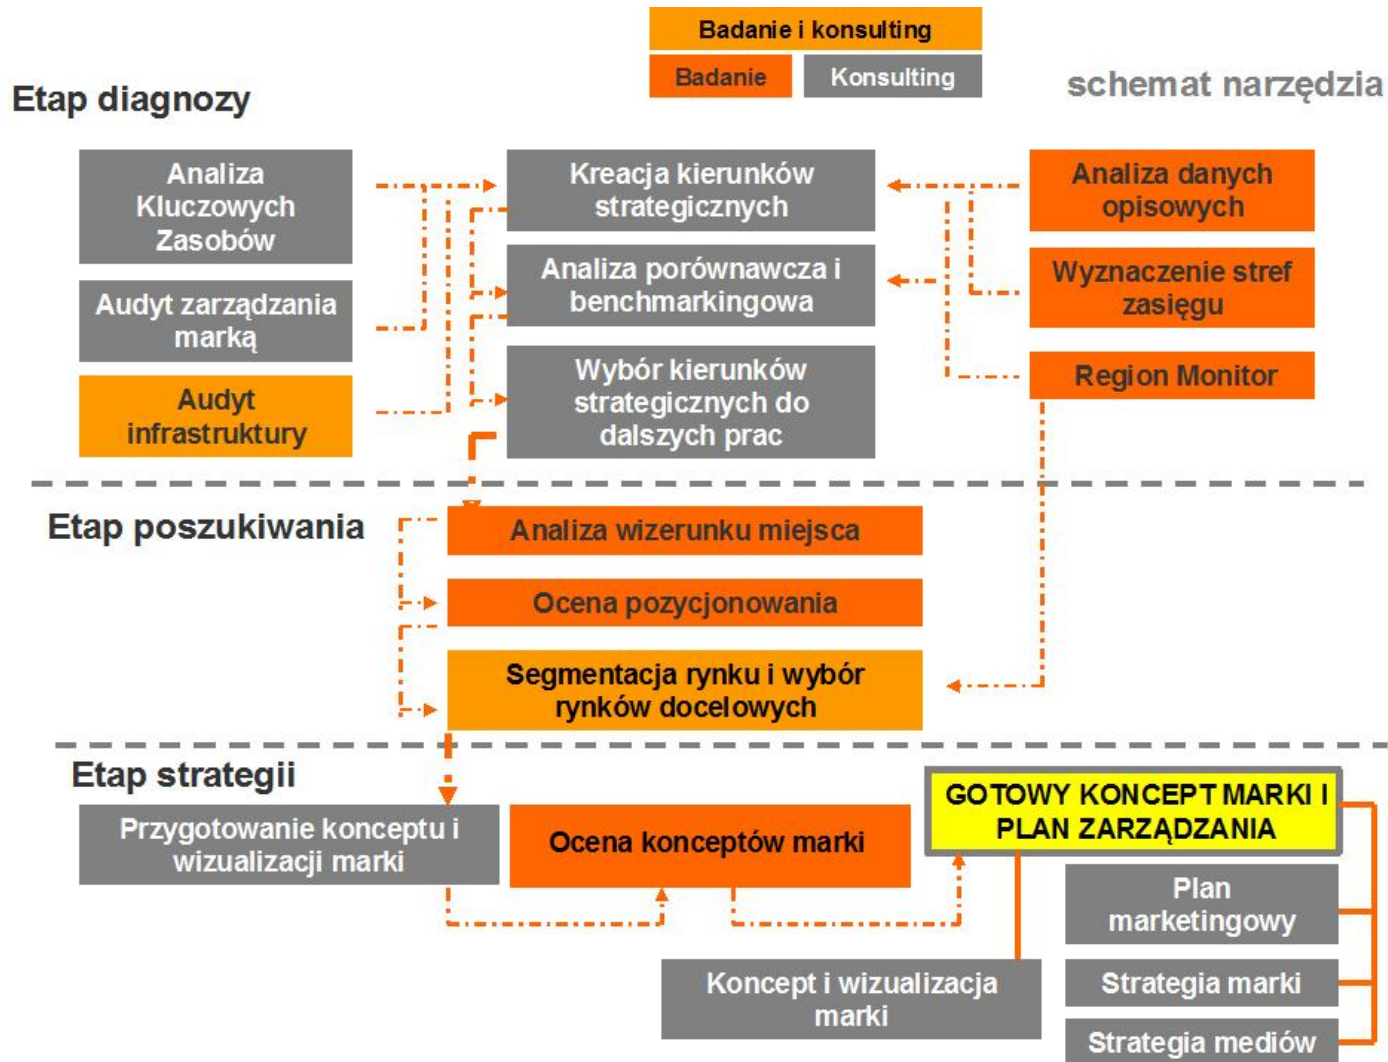 Badanie i konsulting
Badanie
Konsulting
schemat narzędzia
Etap diagnozy
Analiza
Kluczowych
Zasobów
Audyt zarządzania
marką
Audyt
infrastruktury
Kreacja kierunków
strategicznych
Analiza porównawcza i
benchmarkingowa
Wybór kierunków
strategicznych do
dalszych prac
Analiza danych
opisowych
Wyznaczenie stref
zasięgu
Region Monitor
Etap poszukiwania
Analiza wizerunku miejsca
Ocena pozycjonowania
Segmentacja rynku i wybór
rynków docelowych
Etap strategii
Przygotowanie konceptu i
wizualizacji marki
Ocena konceptów marki
GOTOWY KONCEPT MARKI I
PLAN ZARZĄDZANIA
Plan
marketingowy
Koncept i wizualizacja
marki
Strategia marki
Strategia mediów